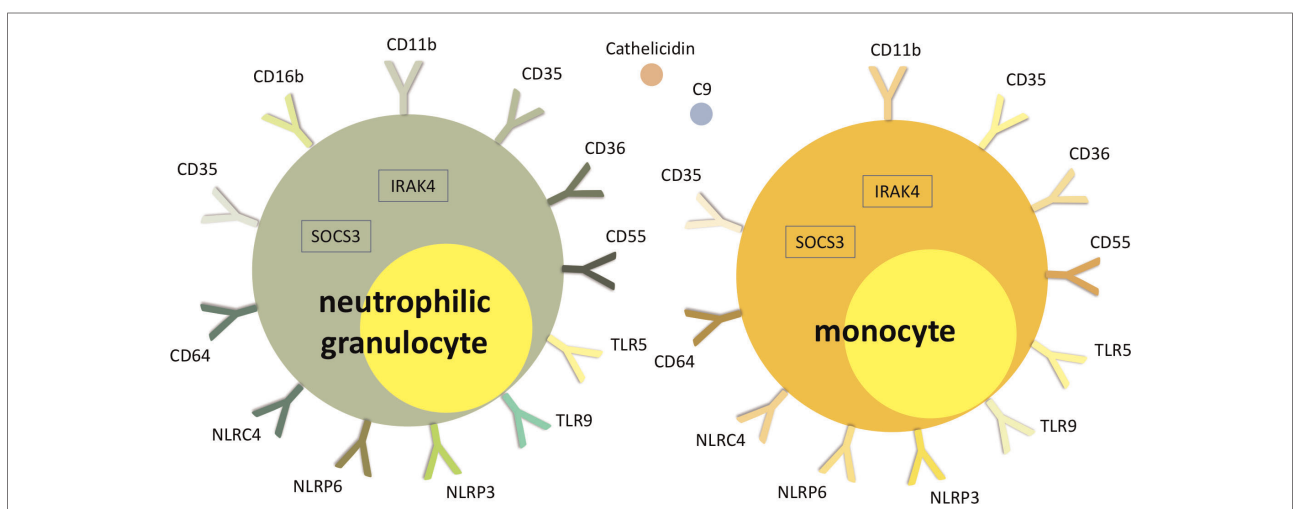 CD11b
CD16b
CD35
CD35
CD36
IRAK4
SOCS3
CD55
neutrophilic
granulocyte
CD64
TLR5
NLRC4
TLR9
NLRP6
NLRP3
Cathelicidin
C9
CD11b
CD35
CD35
CD36
IRAK4
SOCS3
CD55
monocyte
CD64
TLR5
NLRC4
TLR9
NLRP6
NLRP3